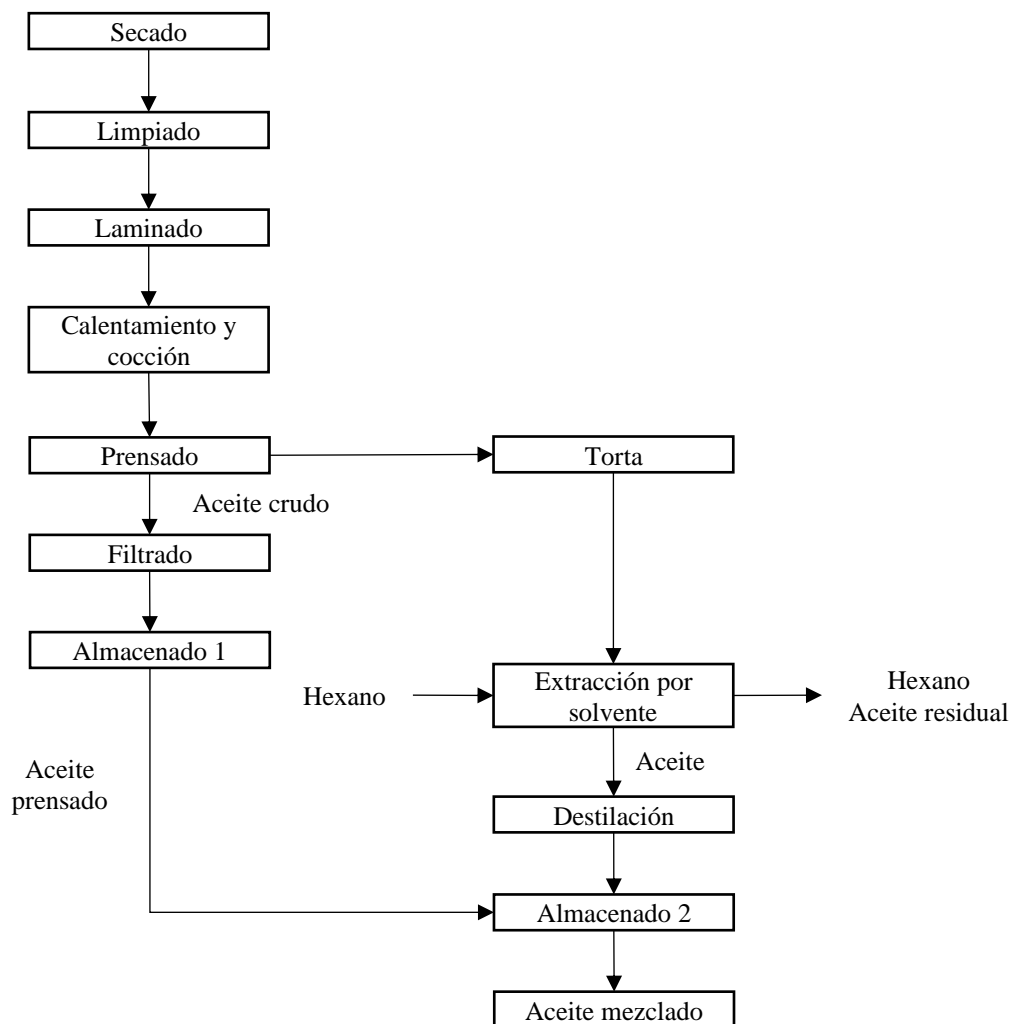 Secado
Limpiado
Laminado
Calentamiento y
cocción
Prensado
Torta
Aceite crudo
Filtrado
Almacenado 1
Hexano
Extracción por
solvente
Hexano
Aceite residual
Aceite
Aceite
prensado
Destilación
Almacenado 2
Aceite mezclado